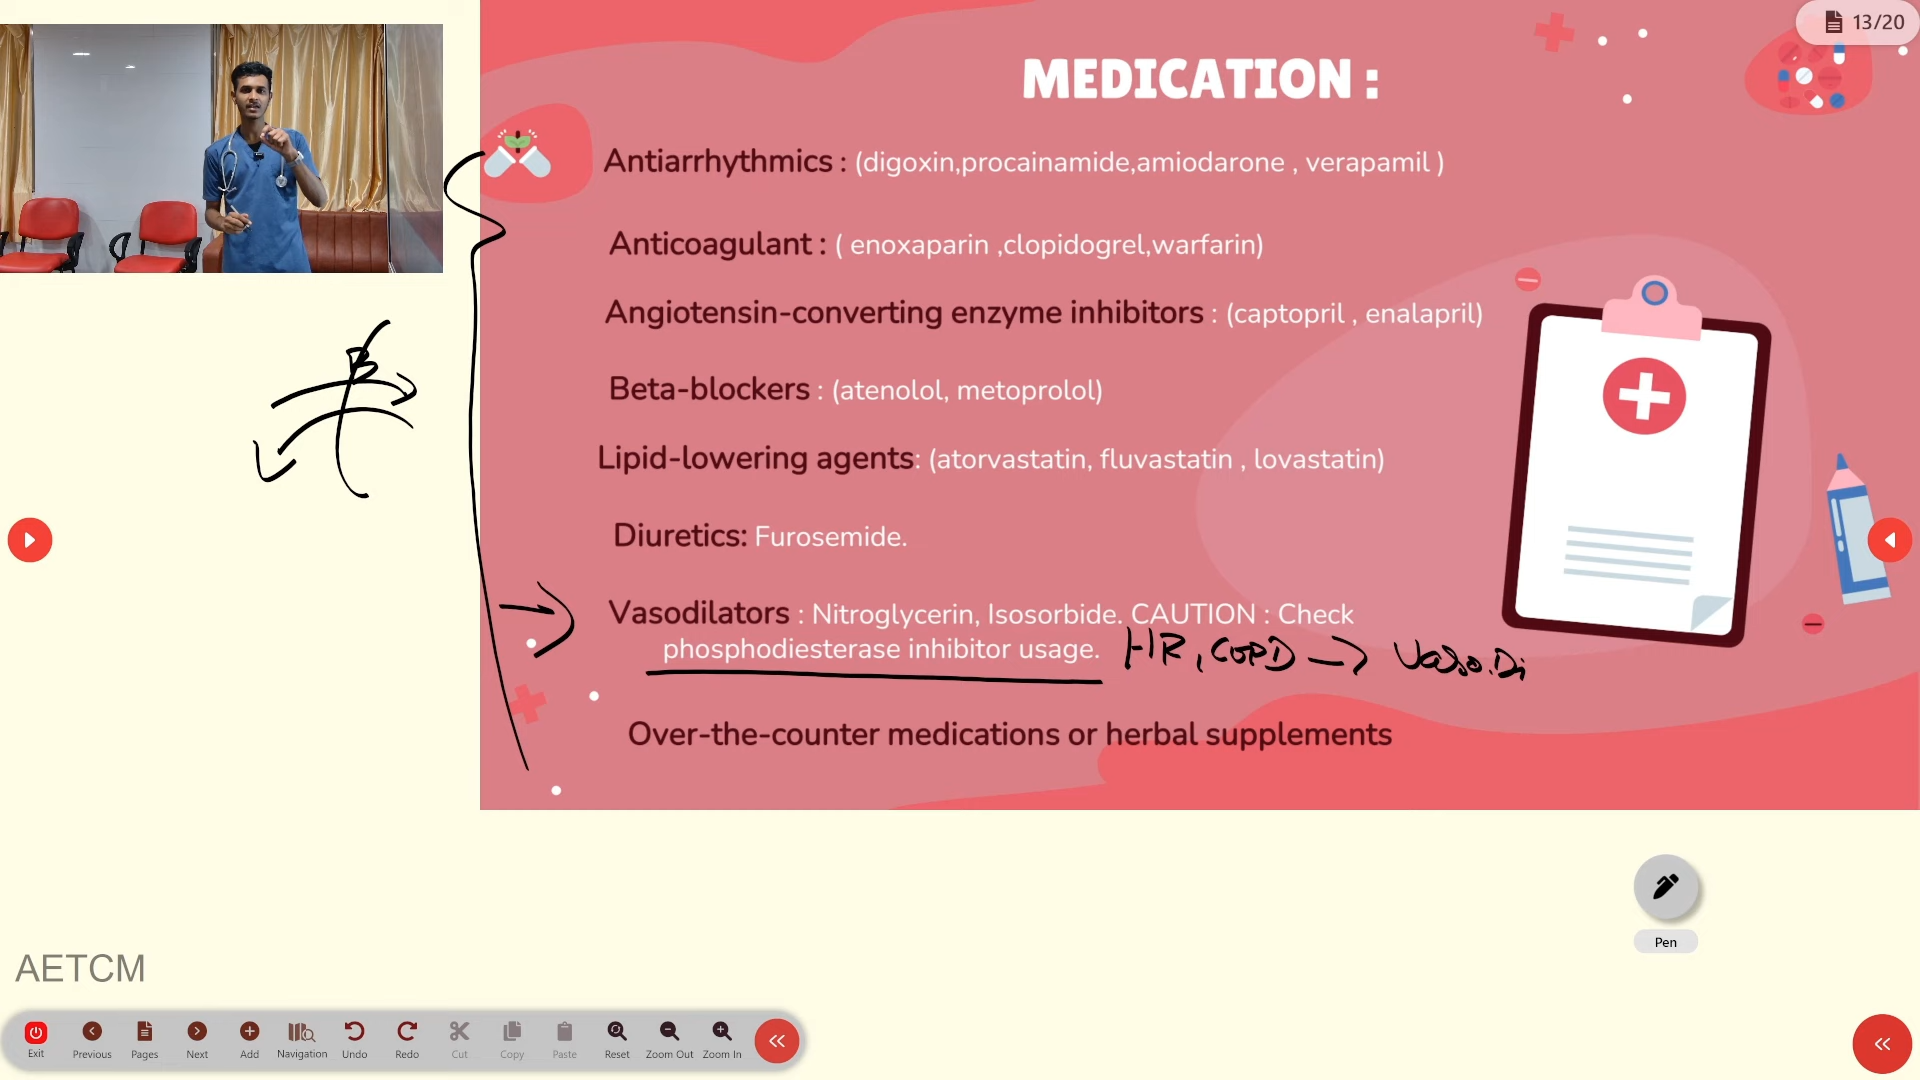 13/20
MEDICATION :
Antiarrhythmics : (digoxin,procainamide,amiodarone , verapamil )
Anticoagulant : ( enoxaparin ,clopidogrel,warfarin)
Angiotensin-converting enzyme inhibitors : (captopril , enalapril)
Beta-blockers : (atenolol, metoprolol)
Lipid-lowering agents: (atorvastatin, fluvastatin , lovastatin)
Diuretics: Furosemide.
Vasodilators : Nitroglycerin, Isosorbide. CAUTION : Check
phosphodiesterase inhibitor usage. HR, COPD → Vaso.Di
Over-the-counter medications or herbal supplements
Pen
AETCM
Exit Previous Pages Next Add Navigation Undo Redo Cut Copy Paste Reset Zoom Out Zoom In